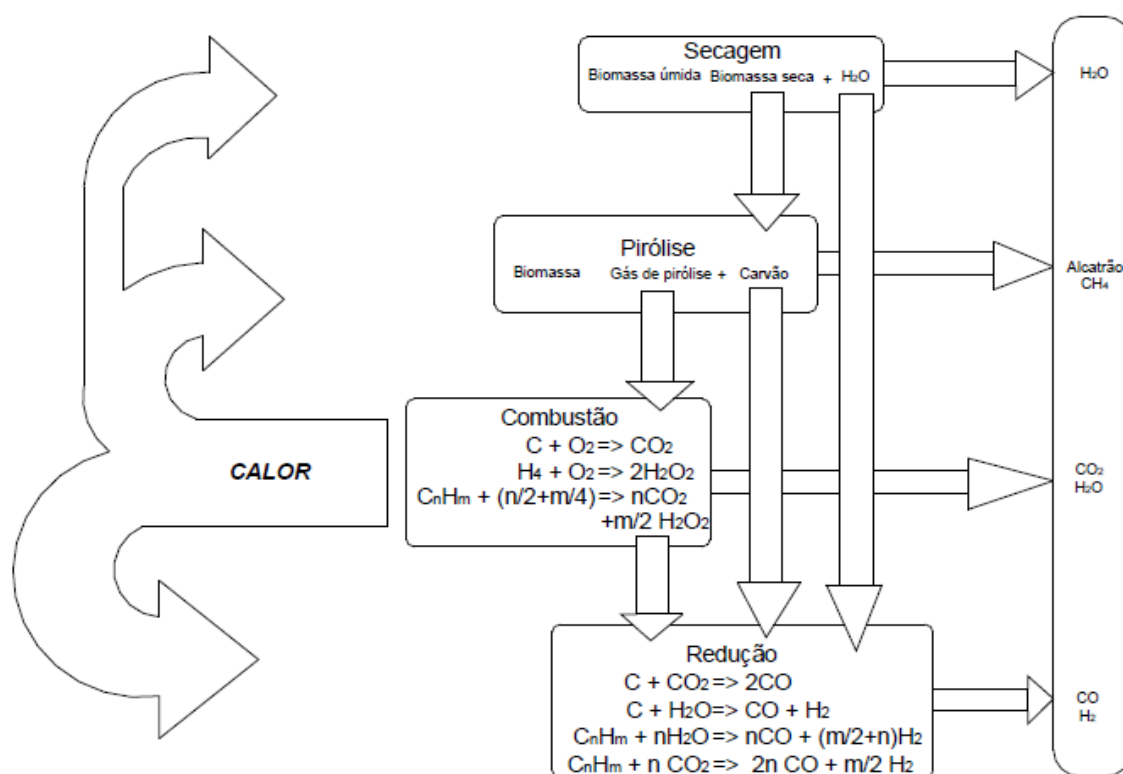 Secagem
Biomassa úmida Biomassa seca + H₂O
H₂O
Pirólise
Biomassa Gás de pirólise + Carvão
Alcatrão
CH₄
Combustão
C + O₂ => CO₂
H₄ + O₂ => 2H₂O₂
CₙHₘ + (n/2+m/4) => nCO₂
+m/2 H₂O₂
CALOR
CO₂
H₂O
Redução
C + CO₂ => 2CO
C + H₂O => CO + H₂
CₙHₘ + nH₂O => nCO + (m/2+n)H₂
CₙHₘ + n CO₂ => 2n CO + m/2 H₂
CO
H₂